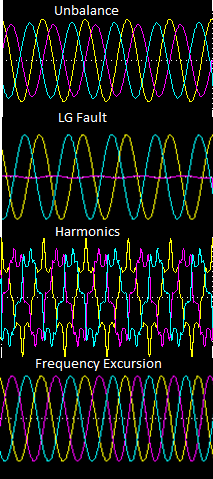 Unbalance
LG Fault
Harmonics
Frequency Excursion